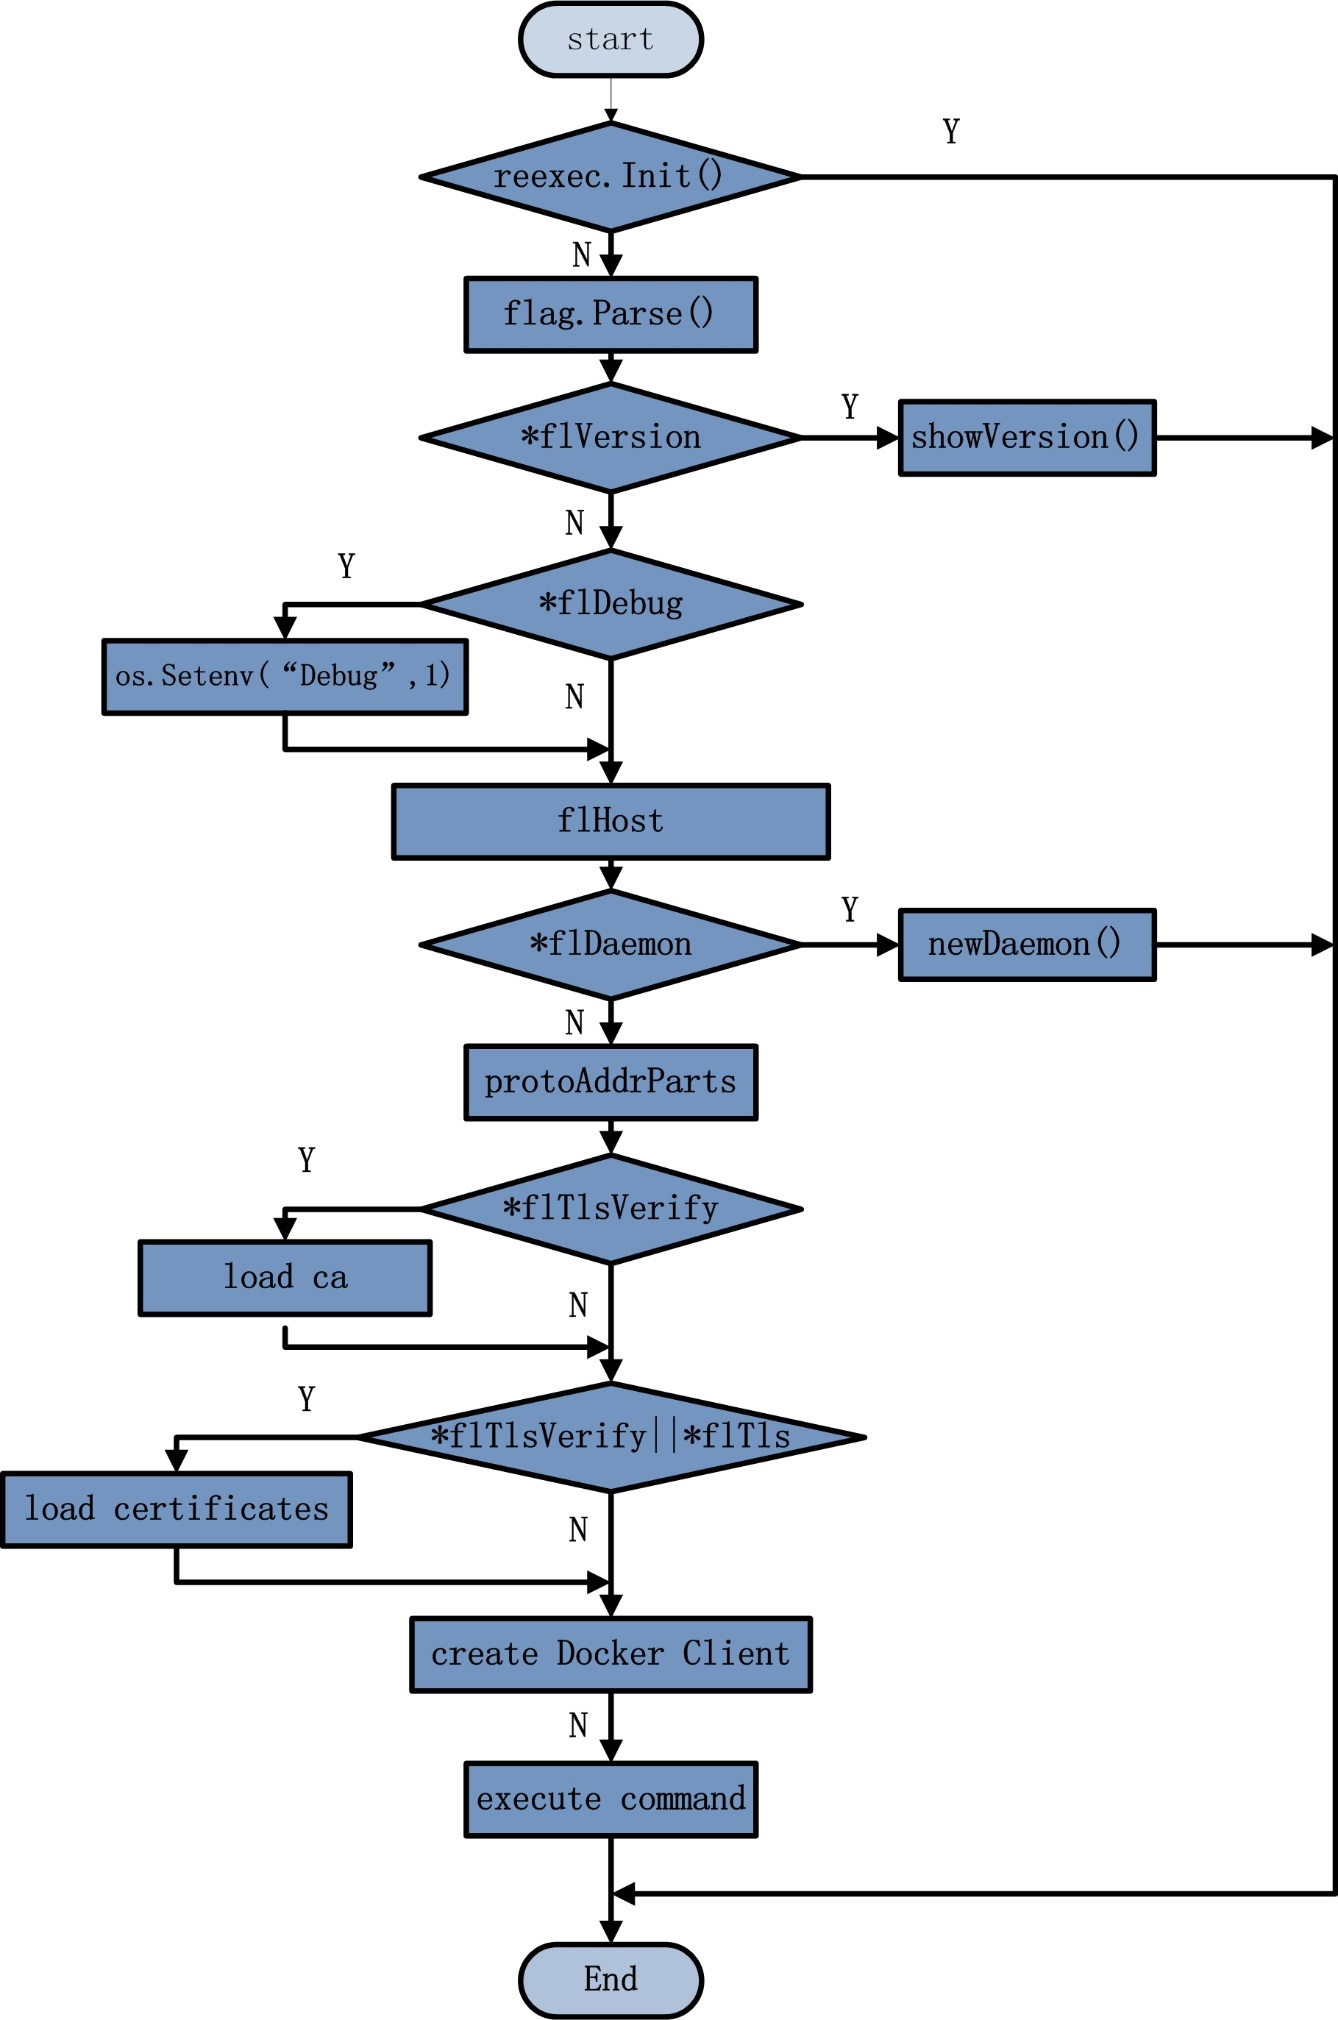 start
Y
reexec.Init()
N
flag.Parse()
Y
*flVersion
showVersion()
N
Y
*flDebug
os.Setenv(“Debug”,1)
N
flHost
Y
*flDaemon
newDaemon()
N
protoAddrParts
Y
*flTlsVerify
load ca
N
Y
*flTlsVerify||*flTls
load certificates
N
create Docker Client
N
execute command
End